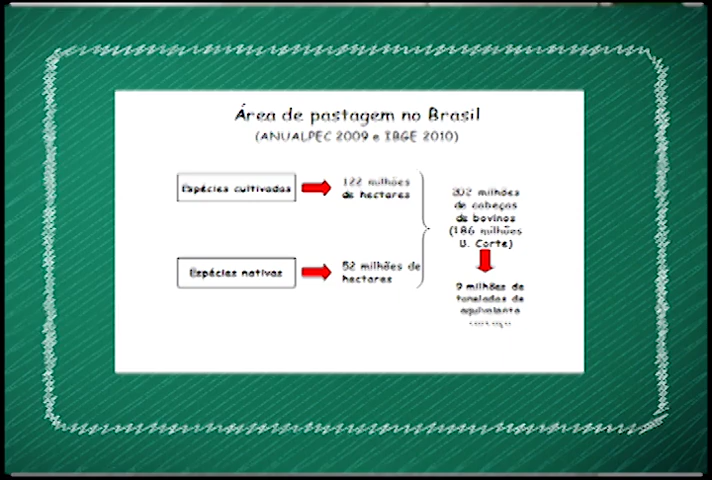 Área de pastagem no Brasil
(ANUALPEC 2009 e IBGE 2010)
Espécies cultivadas
122 milhões
de hectares
Espécies nativas
52 milhões de
hectares
202 milhões
de cabeças
de bovinos
(186 milhões
B. Corte)
9 milhões de
toneladas de
equivalente